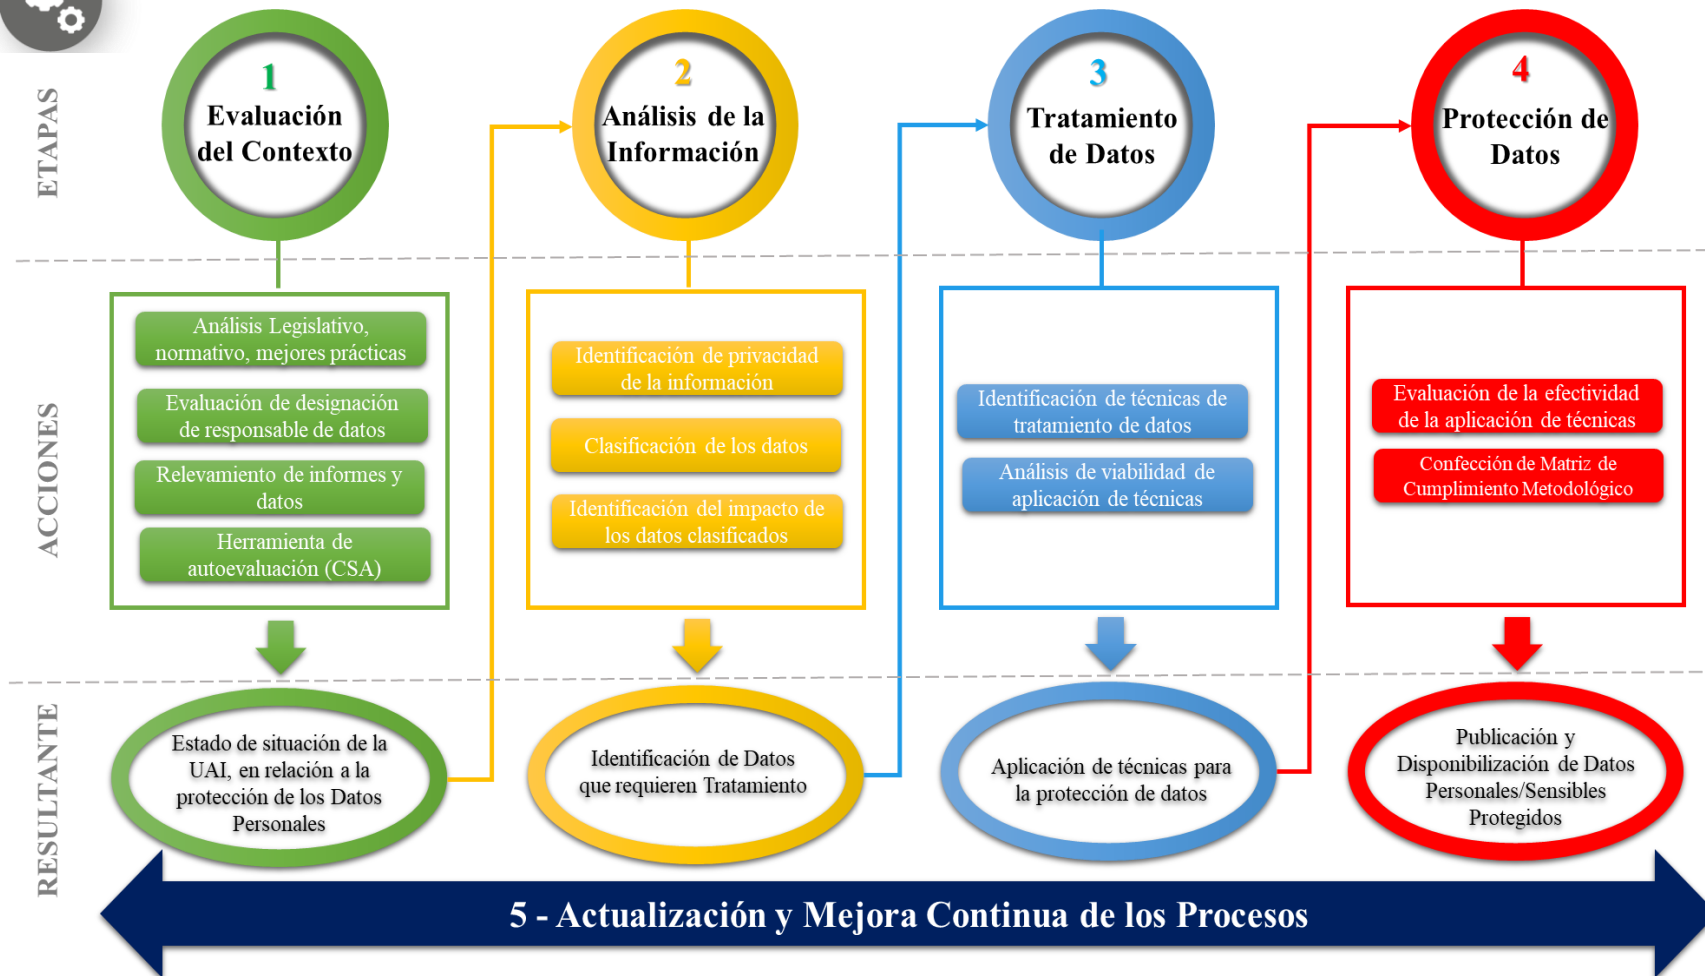 ETAPAS
1
Evaluación
del Contexto
2
Análisis de la
Información
3
Tratamiento
de Datos
4
Protección de
Datos
ACCIONES
Análisis Legislativo,
normativo, mejores prácticas
Evaluación de designación
de responsable de datos
Relevamiento de informes y
datos
Herramienta de
autoevaluación (CSA)
Identificación de privacidad
de la información
Clasificación de los datos
Identificación del impacto de
los datos clasificados
Identificación de técnicas de
tratamiento de datos
Análisis de viabilidad de
aplicación de técnicas
Evaluación de la efectividad
de la aplicación de técnicas
Confección de Matriz de
Cumplimiento Metodológico
RESULTANTE
Estado de situación de la
UAI, en relación a la
protección de los Datos
Personales
Identificación de Datos
que requieren Tratamiento
Aplicación de técnicas para
la protección de datos
Publicación y
Disponibilización de Datos
Personales/Sensibles
Protegidos
5 - Actualización y Mejora Continua de los Procesos